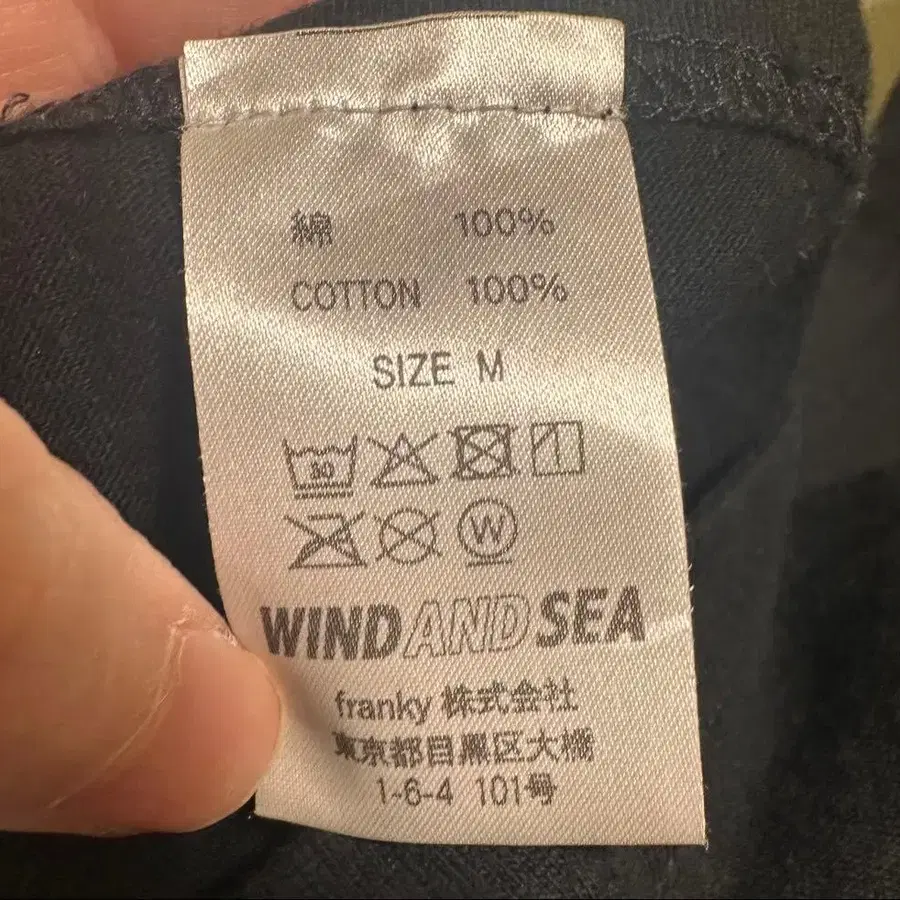 綿 100%
COTTON 100%
SIZE M
30
W
WIND AND SEA
franky 株式会社
東京都目黒区大橋
1-6-4 101号